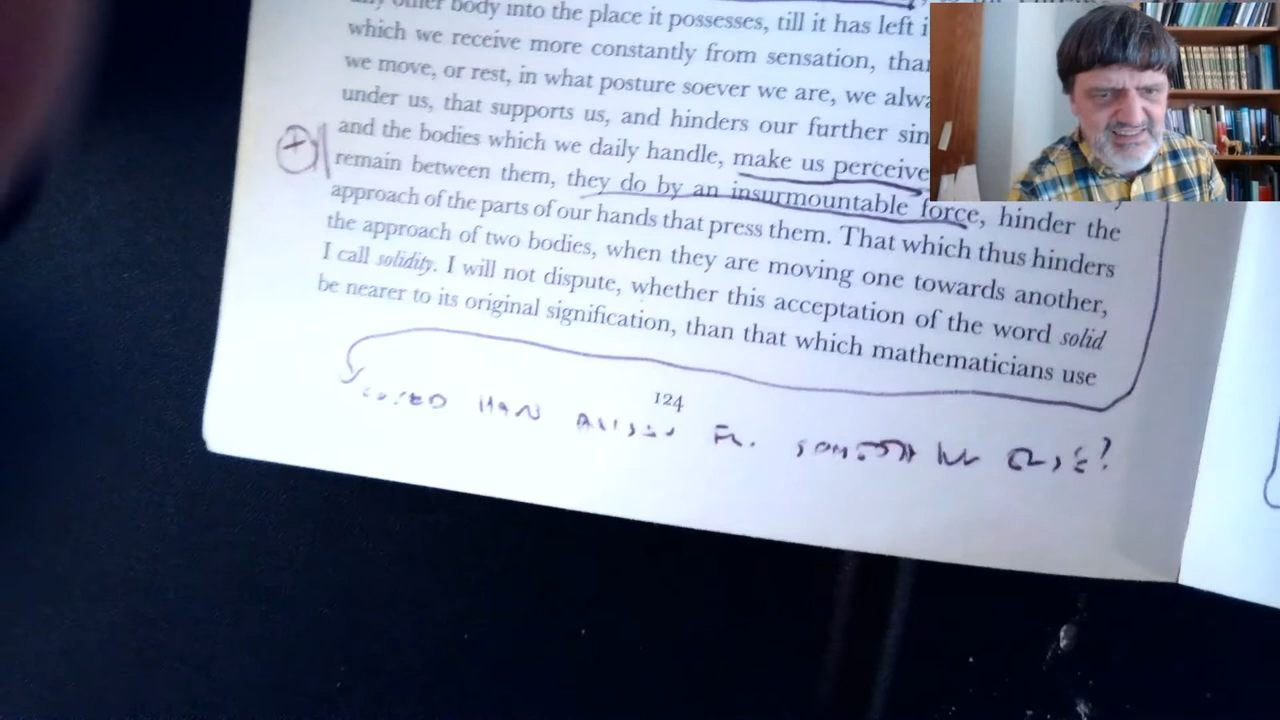 any other body into the place it possesses, till it has left i
which we receive more constantly from sensation, than
we move, or rest, in what posture soever we are, we alwa
under us, that supports us, and hinders our further sin
and the bodies which we daily handle, make us perceive
remain between them, they do by an insurmountable force, hinder the
approach of the parts of our hands that press them. That which thus hinders
the approach of two bodies, when they are moving one towards another,
I call solidity. I will not dispute, whether this acceptation of the word solid
be nearer to its original signification, than that which mathematicians use
124